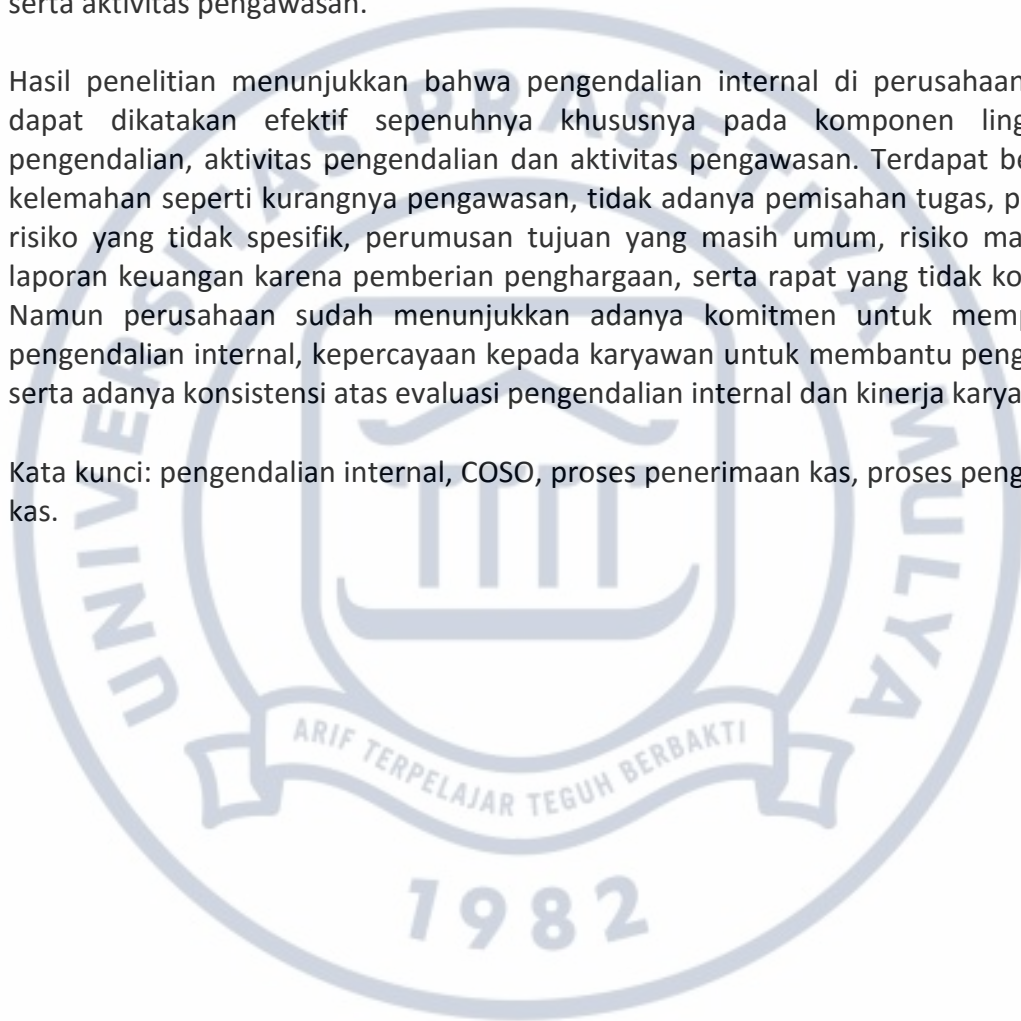 serta aktivitas pengawasan.
Hasil penelitian menunjukkan bahwa pengendalian internal di perusahaan
dapat dikatakan efektif sepenuhnya khususnya pada komponen ling
pengendalian, aktivitas pengendalian dan aktivitas pengawasan. Terdapat be
kelemahan seperti kurangnya pengawasan, tidak adanya pemisahan tugas, p
risiko yang tidak spesifik, perumusan tujuan yang masih umum, risiko ma
laporan keuangan karena pemberian penghargaan, serta rapat yang tidak ko
Namun perusahaan sudah menunjukkan adanya komitmen untuk memp
pengendalian internal, kepercayaan kepada karyawan untuk membantu peng
serta adanya konsistensi atas evaluasi pengendalian internal dan kinerja karya
Kata kunci: pengendalian internal, COSO, proses penerimaan kas, proses peng
kas.
UNIVERSITAS PRASETIYA MULYA
ARIF TERPELAJAR TEGUH BERBAKTI
1982